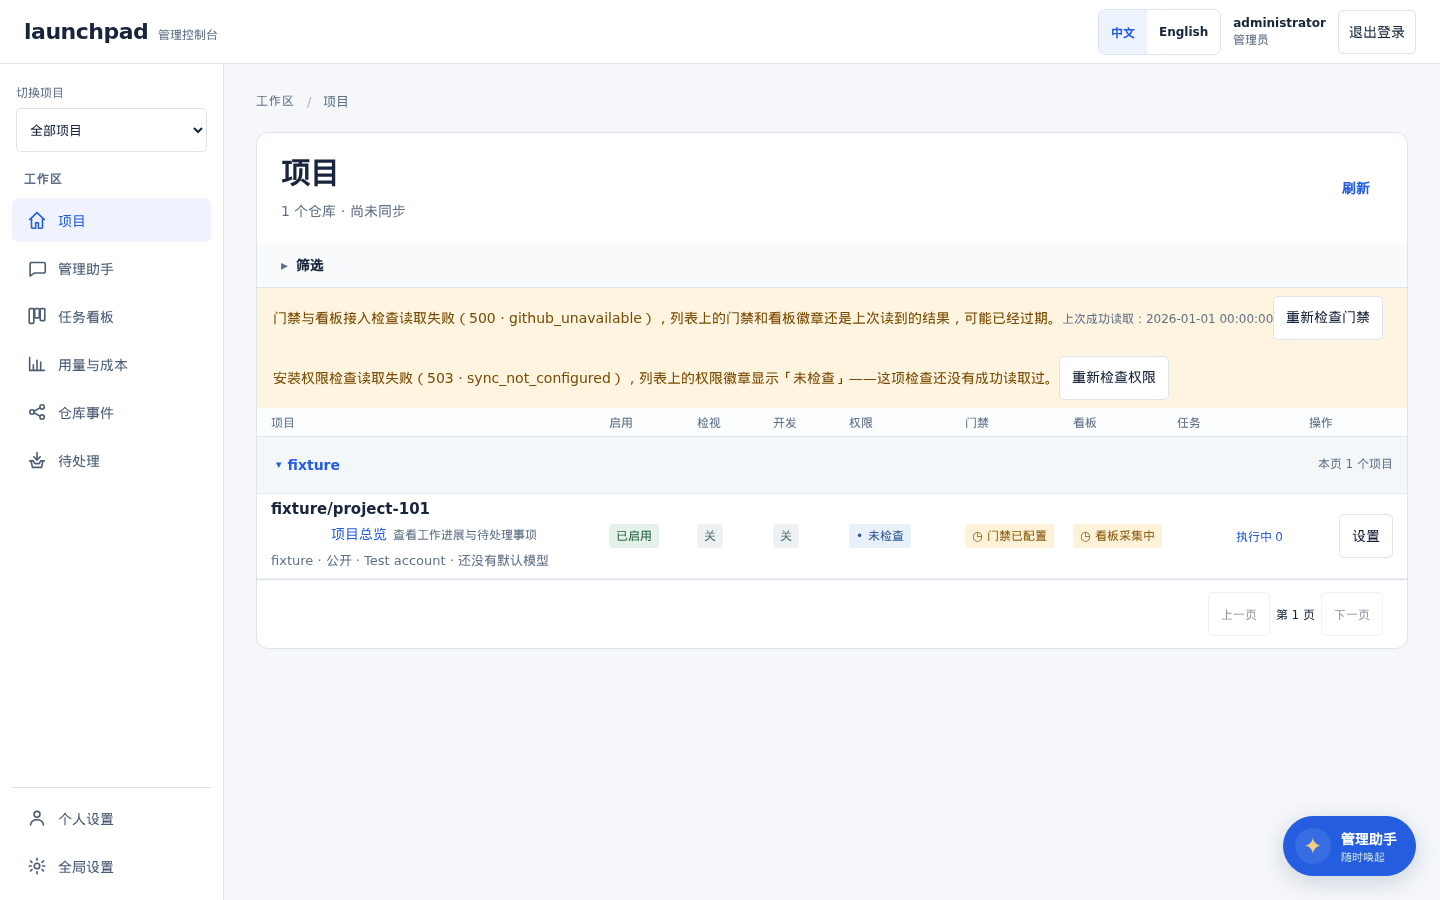 launchpad 管理控制台
中文 English
administrator
管理员
退出登录
切换项目
全部项目
工作区
项目
管理助手
任务看板
用量与成本
仓库事件
待处理
个人设置
全局设置
工作区 / 项目
项目
1 个仓库 · 尚未同步
刷新
▸ 筛选
门禁与看板接入检查读取失败（500 · github_unavailable），列表上的门禁和看板徽章还是上次读到的结果，可能已经过期。上次成功读取：2026-01-01 00:00:00 重新检查门禁
安装权限检查读取失败（503 · sync_not_configured），列表上的权限徽章显示「未检查」——这项检查还没有成功读取过。 重新检查权限
项目 启用 检视 开发 权限 门禁 看板 任务 操作
▾ fixture 本页 1 个项目
fixture/project-101
项目总览 查看工作进展与待处理事项
fixture · 公开 · Test account · 还没有默认模型
已启用 关 关 • 未检查 ◷ 门禁已配置 ◷ 看板采集中 执行中 0 设置
上一页 第 1 页 下一页
管理助手
随时唤起